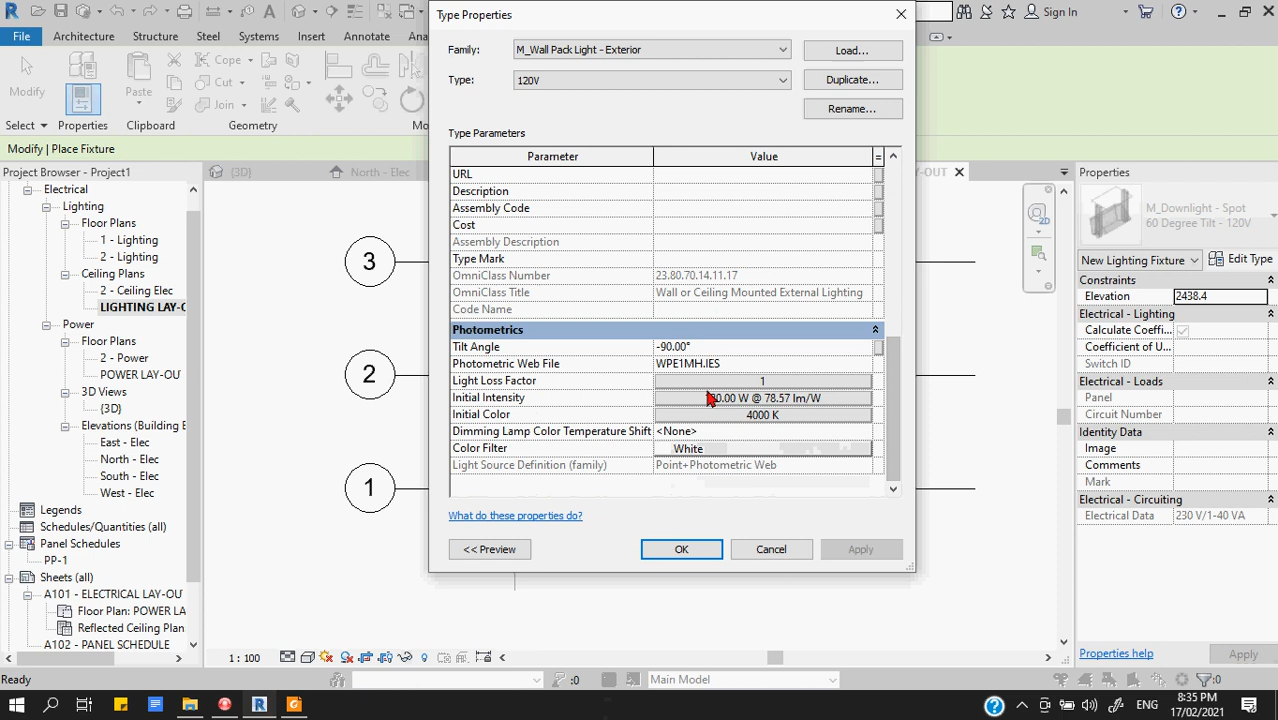 Type Properties
Sign In
File
Architecture
Structure
Steel
Systems
Insert
Annotate
Modify
Paste
Cope
Cut
Join
Select
Properties
Clipboard
Geometry
Modify | Place Fixture
Project Browser - Project1
Electrical
Lighting
Floor Plans
1 - Lighting
2 - Lighting
Ceiling Plans
2 - Ceiling Elec
LIGHTING LAY-O
Power
Floor Plans
2 - Power
POWER LAY-OU
3D Views
{3D}
Elevations (Building E
East - Elec
North - Elec
South - Elec
West - Elec
Legends
Schedules/Quantities (all)
Panel Schedules
PP-1
Sheets (all)
A101 - ELECTRICAL LAY-OU
Floor Plan: POWER LA
Reflected Ceiling Plan
A102 - PANEL SCHEDULE
{3D}
North - Elec
-OUT
3
2
1
Family:
M_Wall Pack Light - Exterior
Load...
Type:
120V
Duplicate...
Rename...
Type Parameters
Parameter Value =
URL
Description
Assembly Code
Cost
Assembly Description
Type Mark
OmniClass Number 23.80.70.14.11.17
OmniClass Title Wall or Ceiling Mounted External Lighting
Code Name
Photometrics
Tilt Angle -90.00°
Photometric Web File WPE1MH.IES
Light Loss Factor 1
Initial Intensity 0.00 W @ 78.57 lm/W
Initial Color 4000 K
Dimming Lamp Color Temperature Shift <None>
Color Filter White
Light Source Definition (family) Point+Photometric Web
What do these properties do?
<< Preview
OK
Cancel
Apply
2D
Properties
M_Downlight - Spot
60 Degree Tilt - 120V
New Lighting Fixture
Edit Type
Constraints
Elevation 2438.4
Electrical - Lighting
Calculate Coeffi...
Coefficient of U...
Switch ID
Electrical - Loads
Panel
Circuit Number
Identity Data
Image
Comments
Mark
Electrical - Circuiting
Electrical Data 230 V/1-40 VA
Properties help
Apply
1 : 100
Ready
:0
Main Model
:0
8:35 PM
17/02/2021